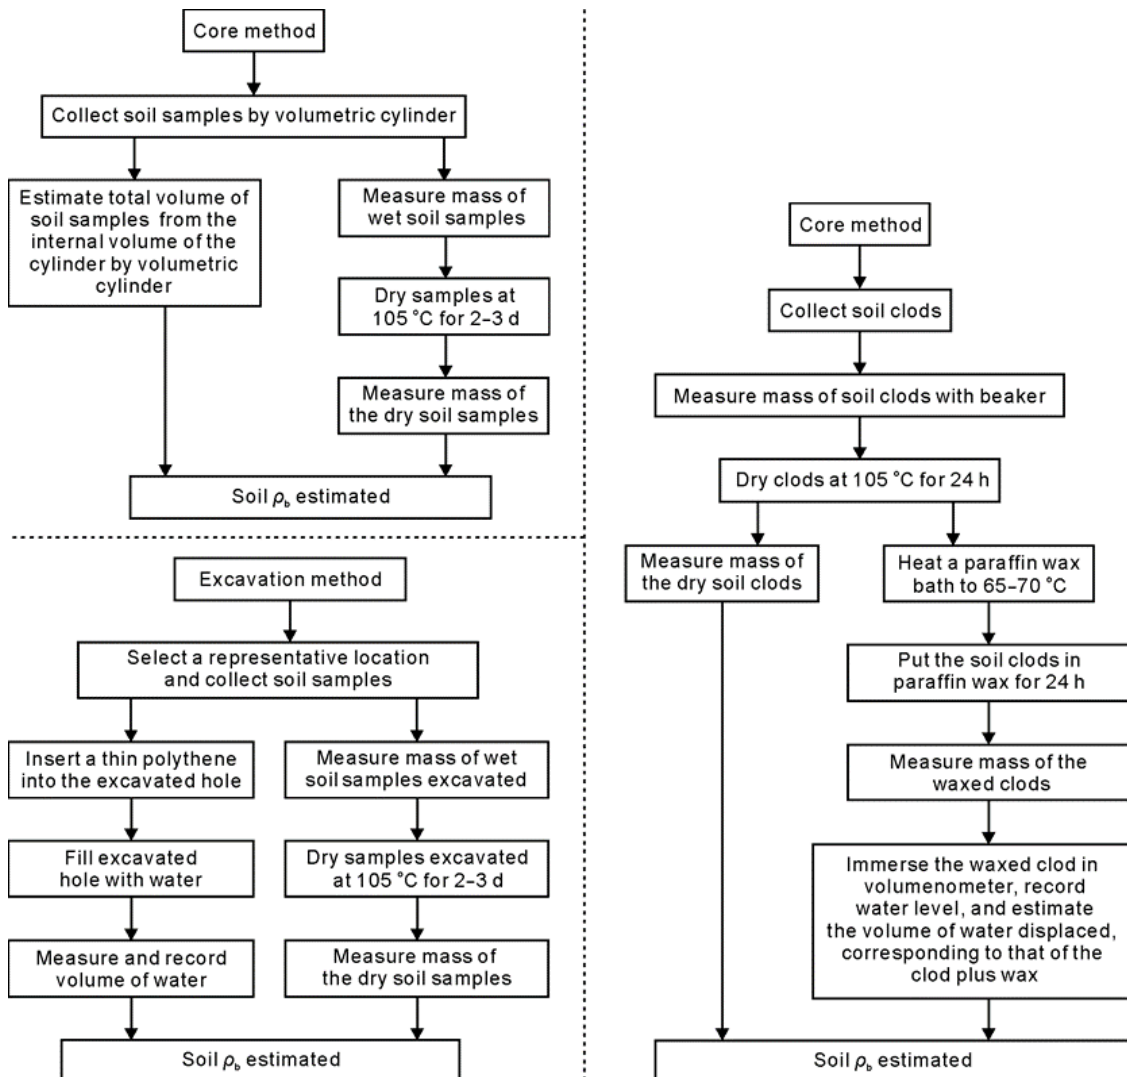 Core method
Collect soil samples by volumetric cylinder
Estimate total volume of
soil samples from the
internal volume of the
cylinder by volumetric
cylinder
Measure mass of
wet soil samples
Dry samples at
105 °C for 2–3 d
Measure mass of
the dry soil samples
Soil ρb estimated
Excavation method
Select a representative location
and collect soil samples
Insert a thin polythene
into the excavated hole
Fill excavated
hole with water
Measure and record
volume of water
Measure mass of wet
soil samples excavated
Dry samples excavated
at 105 °C for 2–3 d
Measure mass of
the dry soil samples
Soil ρb estimated
Core method
Collect soil clods
Measure mass of soil clods with beaker
Dry clods at 105 °C for 24 h
Measure mass of
the dry soil clods
Heat a paraffin wax
bath to 65–70 °C
Put the soil clods in
paraffin wax for 24 h
Measure mass of the
waxed clods
Immerse the waxed clod in
volumenometer, record
water level, and estimate
the volume of water displaced,
corresponding to that of the
clod plus wax
Soil ρb estimated